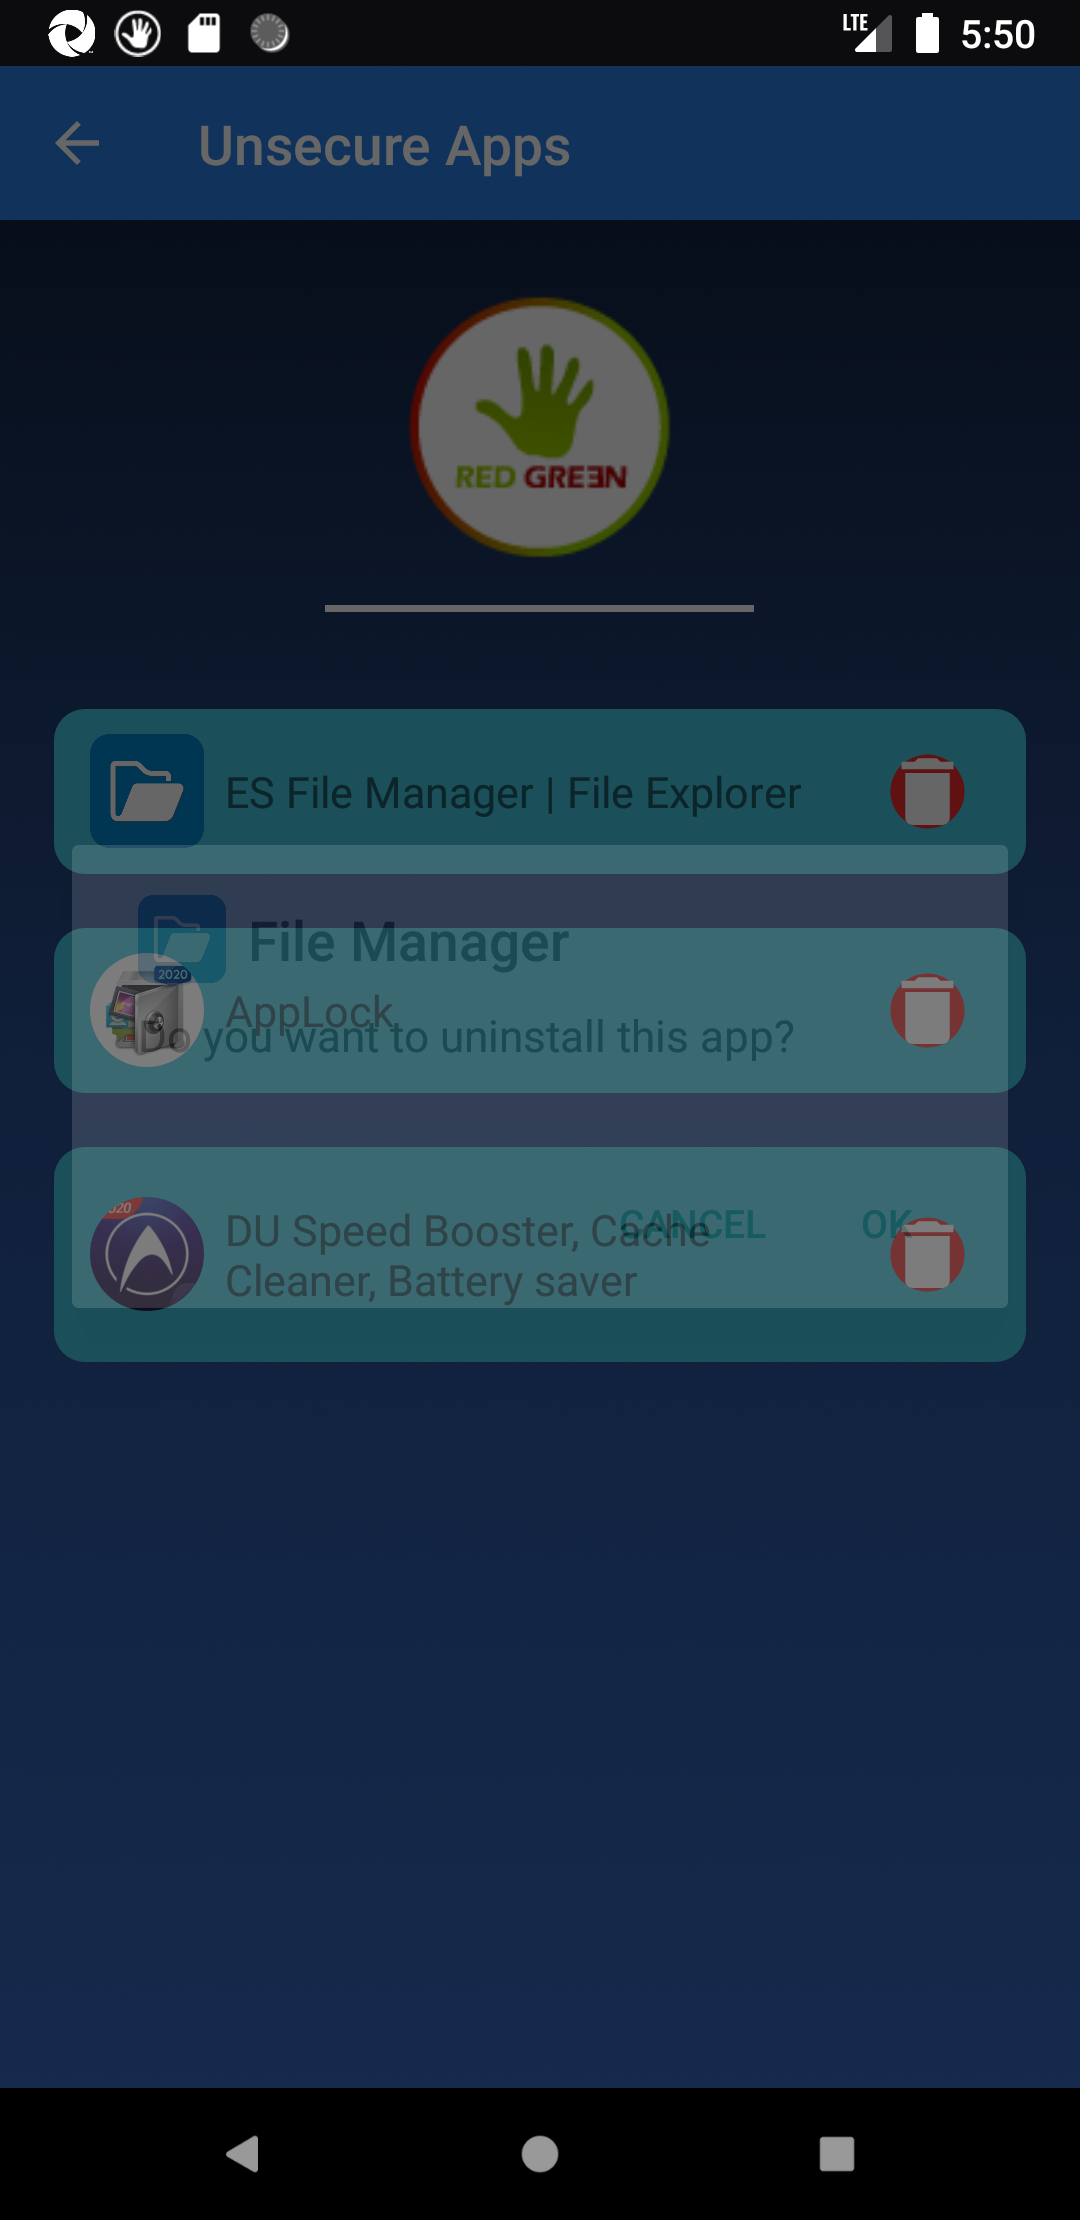 LTE 5:50
Unsecure Apps
RED GREEN
ES File Manager | File Explorer
File Manager
2020
AppLock
Do you want to uninstall this app?
2020
DU Speed Booster, Cache
Cleaner, Battery saver
CANCEL OK